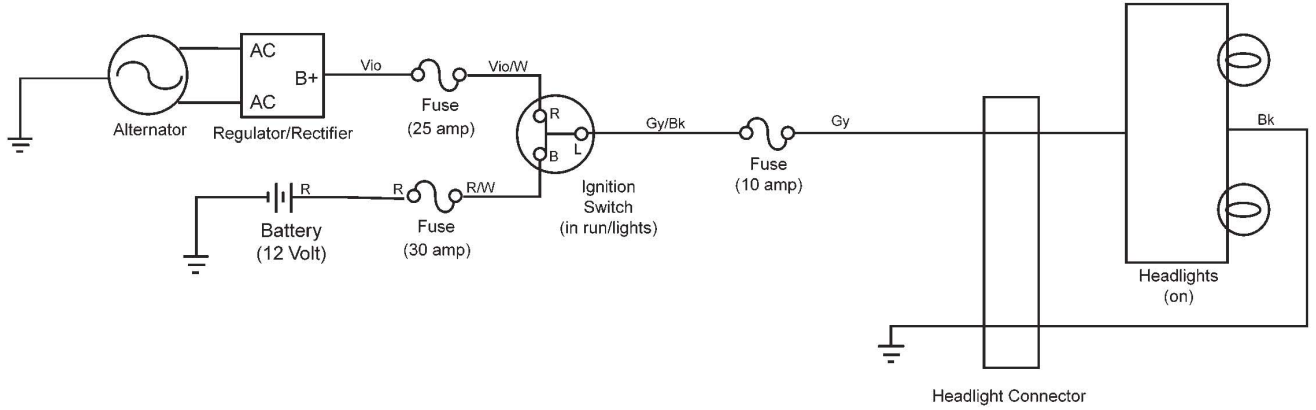 AC
B+
AC
Alternator
Regulator/Rectifier
Vio
Fuse
(25 amp)
Vio/W
R
B
L
Ignition
Switch
(in run/lights)
R
Battery
(12 Volt)
R
Fuse
(30 amp)
R/W
Gy/Bk
Fuse
(10 amp)
Gy
Bk
Headlights
(on)
Headlight Connector